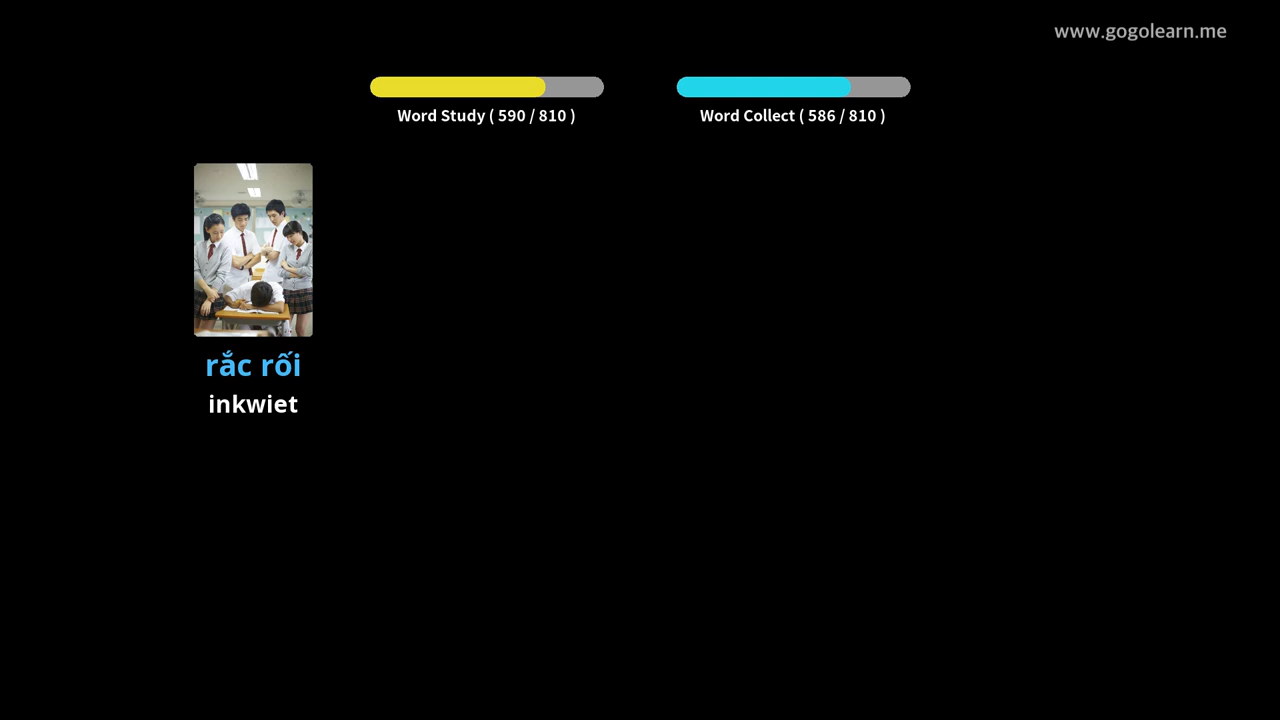 www.gogolearn.me
Word Study ( 590 / 810 )
Word Collect ( 586 / 810 )
rắc rối
inkwiet